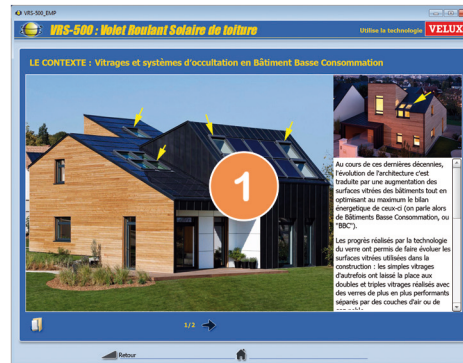 VRS-500_EMP
VRS-500 : Volet Roulant Solaire de toiture
Utilise la technologie VELUX
LE CONTEXTE : Vitrages et systèmes d'occultation en Bâtiment Basse Consommation
1
Au cours de ces dernières décennies,
l'évolution de l'architecture c'est
traduite par une augmentation des
surfaces vitrées des bâtiments tout en
optimisant au maximum le bilan
énergetique de ceux-ci (on parle alors
de Bâtiments Basse Consommation, ou
"BBC").
Les progrès réalisés par la technologie
du verre ont permis de faire évoluer les
surfaces vitrées utilisées dans la
construction : les simples vitrages
d'autrefois ont laissé la place aux
doubles et triples vitrages réalisés avec
des verres de plus en plus performants
séparés par des couches d'air ou de
1/2
Retour